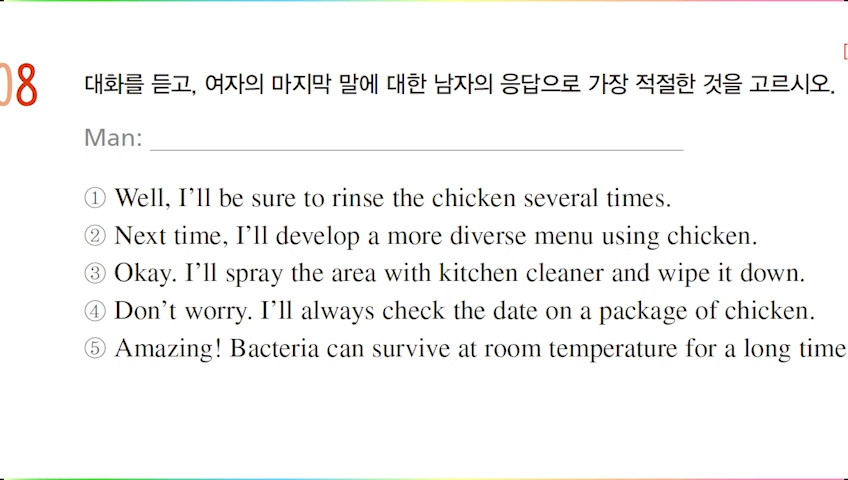 08
대화를 듣고, 여자의 마지막 말에 대한 남자의 응답으로 가장 적절한 것을 고르시오.
Man:
① Well, I’ll be sure to rinse the chicken several times.
② Next time, I’ll develop a more diverse menu using chicken.
③ Okay. I’ll spray the area with kitchen cleaner and wipe it down.
④ Don’t worry. I’ll always check the date on a package of chicken.
⑤ Amazing! Bacteria can survive at room temperature for a long time